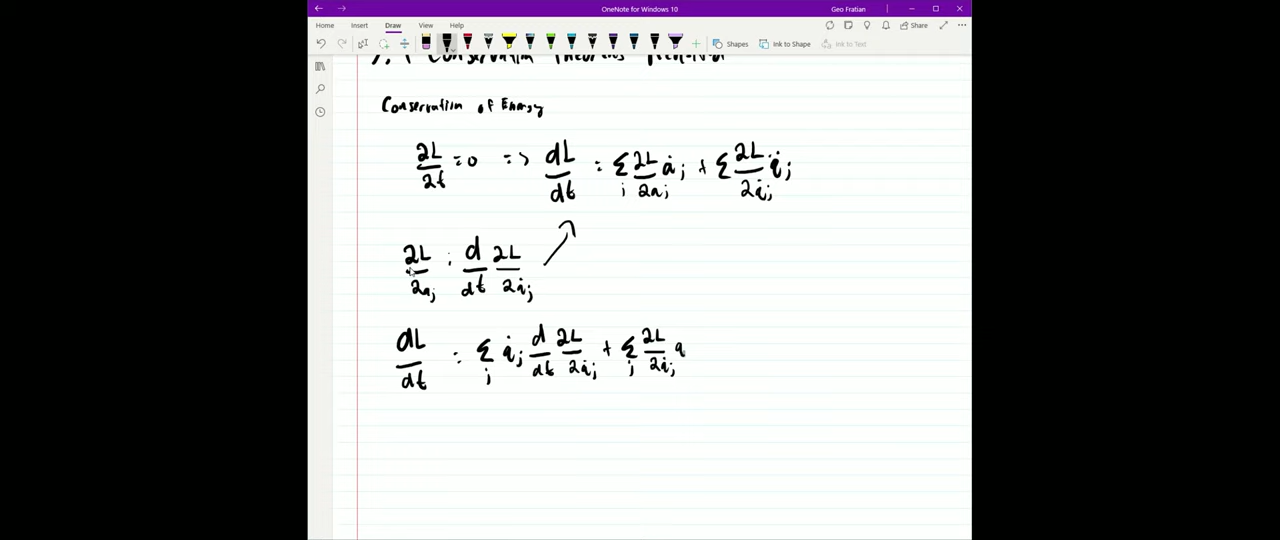 OneNote for Windows 10
Geo Fratian
Home Insert Draw View Help
Share
Shapes Ink to Shape Ink to Text
Conservation Theorems
Conservation of Energy
∂L/∂t = 0 => dL/dt = Σ_j ∂L/∂q_j q̇_j + Σ ∂L/∂q̇_j q̈_j
∂L/∂q_j = d/dt ∂L/∂q̇_j
dL/dt = Σ_j q̇_j d/dt ∂L/∂q̇_j + Σ_j ∂L/∂q̇_j q